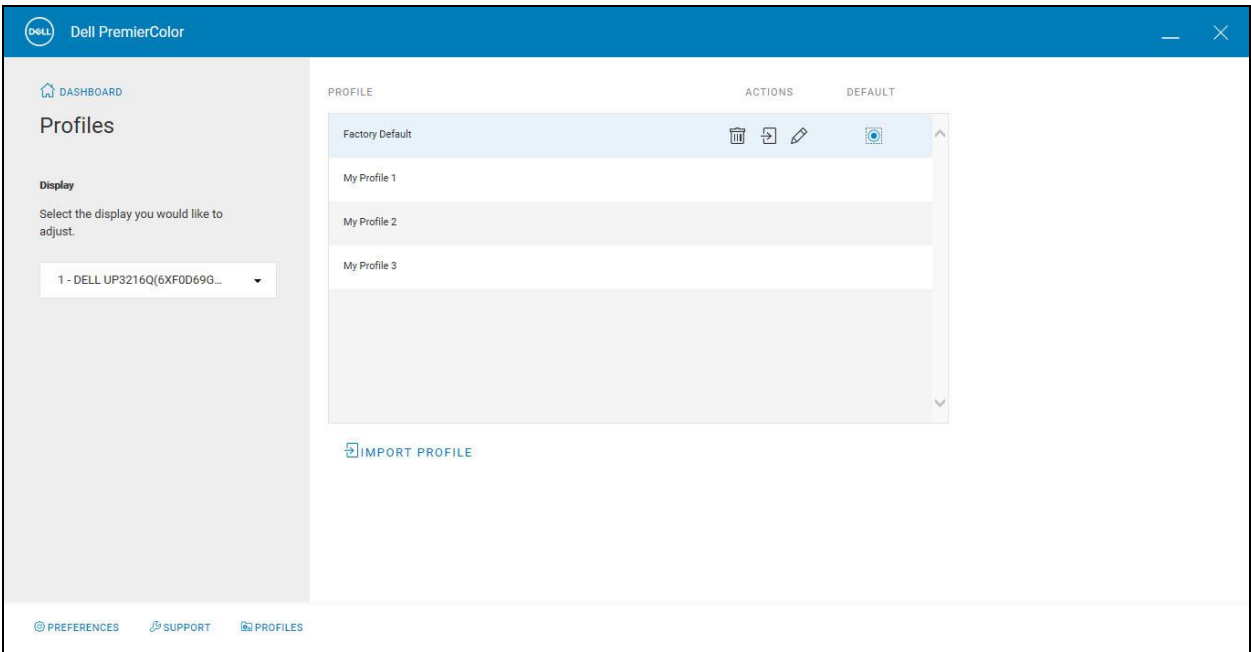 DELL
Dell PremierColor
DASHBOARD
Profiles
Display
Select the display you would like to
adjust.
1 - DELL UP3216Q(6XF0D69G...
PROFILE ACTIONS DEFAULT
Factory Default
My Profile 1
My Profile 2
My Profile 3
IMPORT PROFILE
PREFERENCES SUPPORT PROFILES